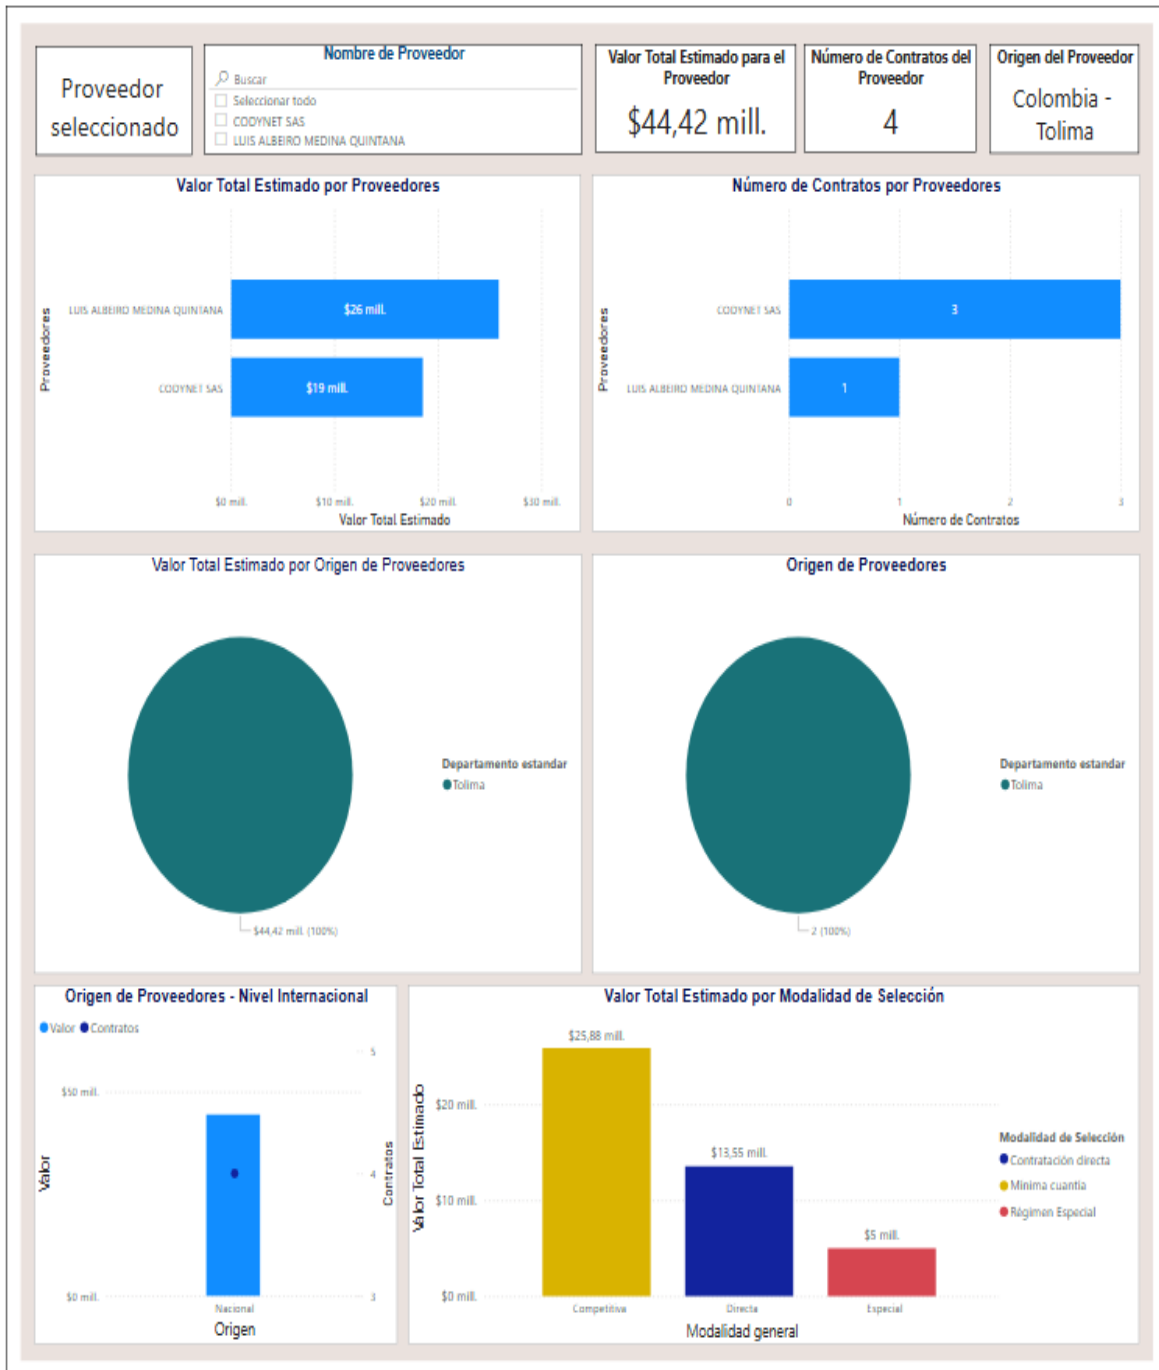 Proveedor
seleccionado
Nombre de Proveedor
Buscar
Seleccionar todo
CODYNET SAS
LUIS ALBEIRO MEDINA QUINTANA
Valor Total Estimado para el
Proveedor
$44,42 mill.
Número de Contratos del
Proveedor
4
Origen del Proveedor
Colombia -
Tolima
Valor Total Estimado por Proveedores
Proveedores
LUIS ALBEIRO MEDINA QUINTANA
$26 mill.
CODYNET SAS
$19 mill.
$0 mill. $10 mill. $20 mill. $30 mill.
Valor Total Estimado
Número de Contratos por Proveedores
Proveedores
CODYNET SAS
3
LUIS ALBEIRO MEDINA QUINTANA
1
0 1 2 3
Número de Contratos
Valor Total Estimado por Origen de Proveedores
Departamento estandar
Tolima
$44,42 mill. (100%)
Origen de Proveedores
Departamento estandar
Tolima
2 (100%)
Origen de Proveedores - Nivel Internacional
Valor Contratos
5
$50 mill.
Valor
4
Contratos
$0 mill.
3
Nacional
Origen
Valor Total Estimado por Modalidad de Selección
$25,88 mill.
Valor Total Estimado
$20 mill.
$13,55 mill.
$10 mill.
$5 mill.
$0 mill.
Competitiva Directa Especial
Modalidad general
Modalidad de Selección
Contratación directa
Mínima cuantía
Régimen Especial